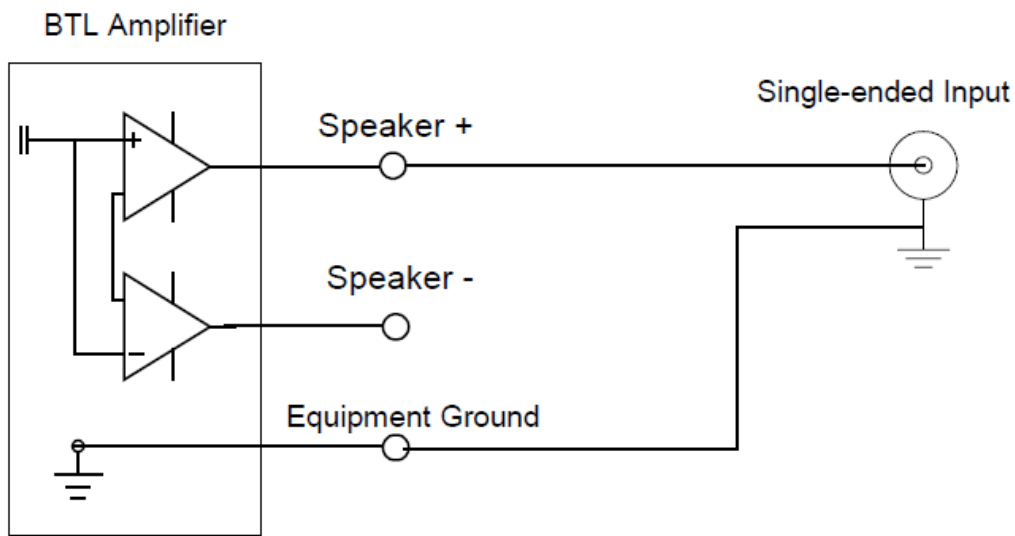 BTL Amplifier
Single-ended Input
Speaker +
+
Speaker -
-
Equipment Ground